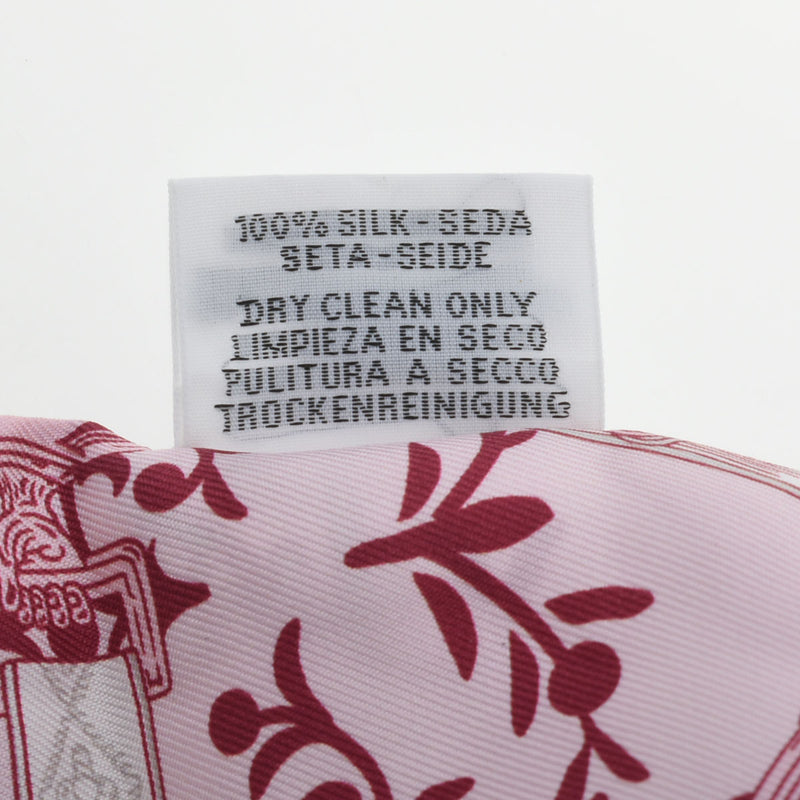 100% SILK - SEDA
SETA - SEIDE
DRY CLEAN ONLY
LIMPIEZA EN SECO
PULITURA A SECCO
TROCKENREINIGUNG